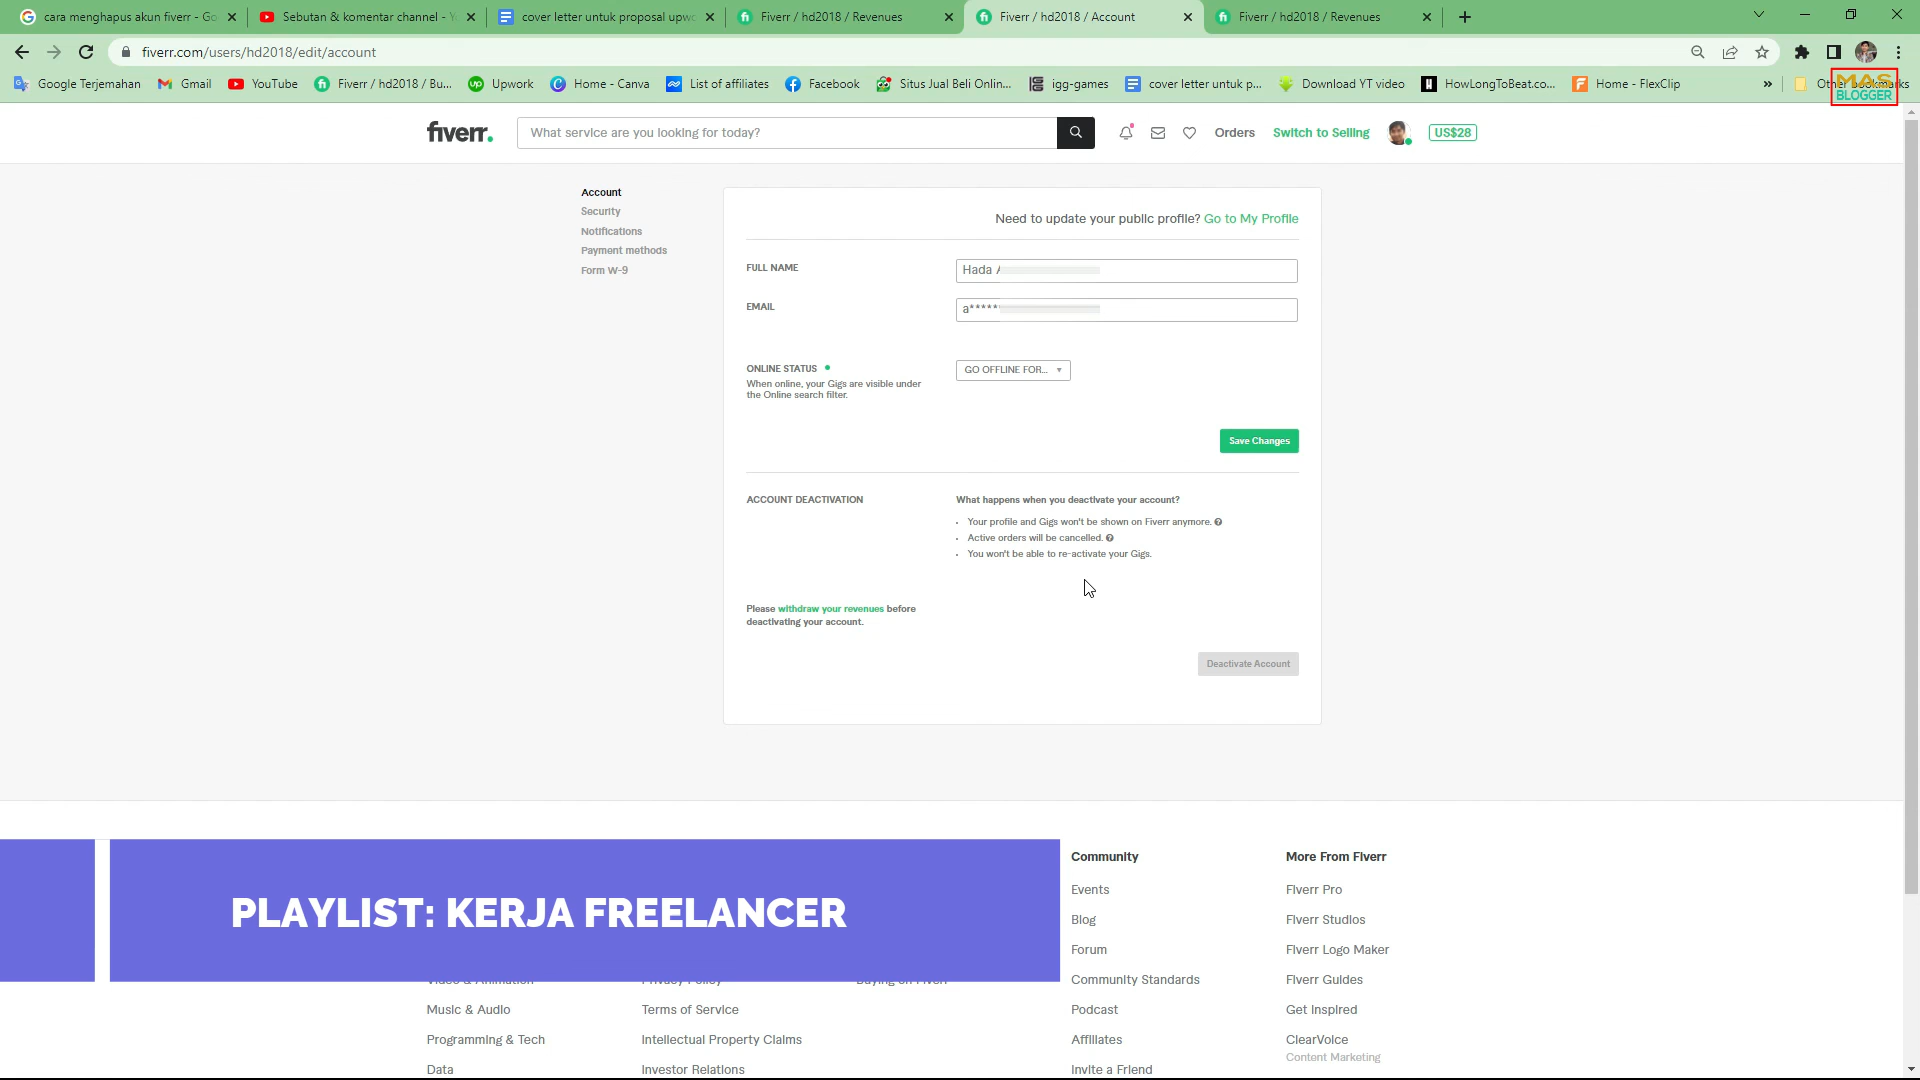 cara menghapus akun fiverr - Go
Sebutan & komentar channel - Y
cover letter untuk proposal upw
Fiverr / hd2018 / Revenues
Fiverr / hd2018 / Account
Fiverr / hd2018 / Revenues
fiverr.com/users/hd2018/edit/account
Google Terjemahan
Gmail
YouTube
Fiverr / hd2018 / Bu...
Upwork
Home - Canva
List of affiliates
Facebook
Situs Jual Beli Onlin...
igg-games
cover letter untuk p...
Download YT video
HowLongToBeat.co...
Home - FlexClip
»
Other Bookmarks
MAS
BLOGGER
fiverr.
What service are you looking for today?
Orders
Switch to Selling
US$28
Account
Security
Notifications
Payment methods
Form W-9
Need to update your public profile? Go to My Profile
FULL NAME
Hada
EMAIL
a*****
ONLINE STATUS
When online, your Gigs are visible under
the Online search filter.
GO OFFLINE FOR...
Save Changes
ACCOUNT DEACTIVATION
What happens when you deactivate your account?
• Your profile and Gigs won't be shown on Fiverr anymore.
• Active orders will be cancelled.
• You won't be able to re-activate your Gigs.
Please withdraw your revenues before
deactivating your account.
Deactivate Account
PLAYLIST: KERJA FREELANCER
Video & Animation
Music & Audio
Programming & Tech
Data
Privacy Policy
Terms of Service
Intellectual Property Claims
Investor Relations
Buying on Fiverr
Community
Events
Blog
Forum
Community Standards
Podcast
Affiliates
Invite a Friend
More From Fiverr
Fiverr Pro
Fiverr Studios
Fiverr Logo Maker
Fiverr Guides
Get Inspired
ClearVoice
Content Marketing